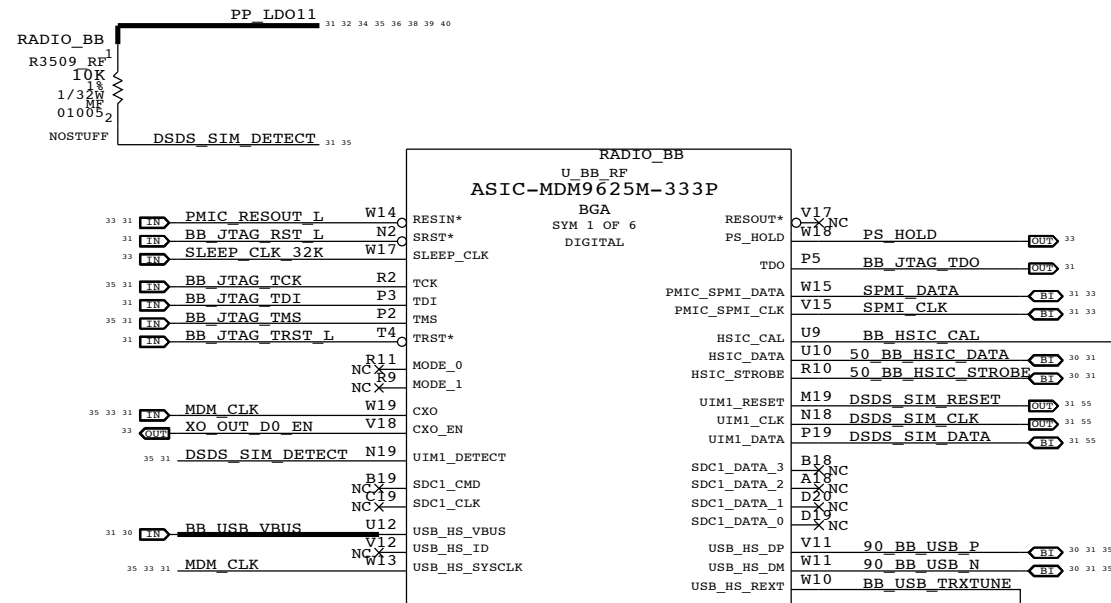 PP_LDO11 31 32 34 35 36 38 39 40
RADIO_BB
1
R3509_RF
10K
1%
1/32W
MF
01005
2
NOSTUFF
DSDS_SIM_DETECT 31 35
RADIO_BB
U_BB_RF
ASIC-MDM9625M-333P
BGA
SYM 1 OF 6
DIGITAL
33 31 IN PMIC_RESOUT_L W14 RESIN*
31 IN BB_JTAG_RST_L N2 SRST*
33 IN SLEEP_CLK_32K W17 SLEEP_CLK
35 31 IN BB_JTAG_TCK R2 TCK
31 IN BB_JTAG_TDI P3 TDI
35 31 IN BB_JTAG_TMS P2 TMS
31 IN BB_JTAG_TRST_L T4 TRST*
NC R11 MODE_0
NC R9 MODE_1
35 33 31 IN MDM_CLK W19 CXO
33 OUT XO_OUT_D0_EN V18 CXO_EN
35 31 DSDS_SIM_DETECT N19 UIM1_DETECT
NC B19 SDC1_CMD
NC C19 SDC1_CLK
31 30 IN BB_USB_VBUS U12 USB_HS_VBUS
NC V12 USB_HS_ID
35 33 31 MDM_CLK W13 USB_HS_SYSCLK
RESOUT* V17 NC
PS_HOLD W18 PS_HOLD OUT 33
TDO P5 BB_JTAG_TDO OUT 31
PMIC_SPMI_DATA W15 SPMI_DATA BI 31 33
PMIC_SPMI_CLK V15 SPMI_CLK BI 31 33
HSIC_CAL U9 BB_HSIC_CAL
HSIC_DATA U10 50_BB_HSIC_DATA BI 30 31
HSIC_STROBE R10 50_BB_HSIC_STROBE BI 30 31
UIM1_RESET M19 DSDS_SIM_RESET OUT 31 55
UIM1_CLK N18 DSDS_SIM_CLK OUT 31 55
UIM1_DATA P19 DSDS_SIM_DATA BI 31 55
SDC1_DATA_3 B18 NC
SDC1_DATA_2 A18 NC
SDC1_DATA_1 D20 NC
SDC1_DATA_0 D19 NC
USB_HS_DP V11 90_BB_USB_P BI 30 31 35
USB_HS_DM W11 90_BB_USB_N BI 30 31 35
USB_HS_REXT W10 BB_USB_TRXTUNE